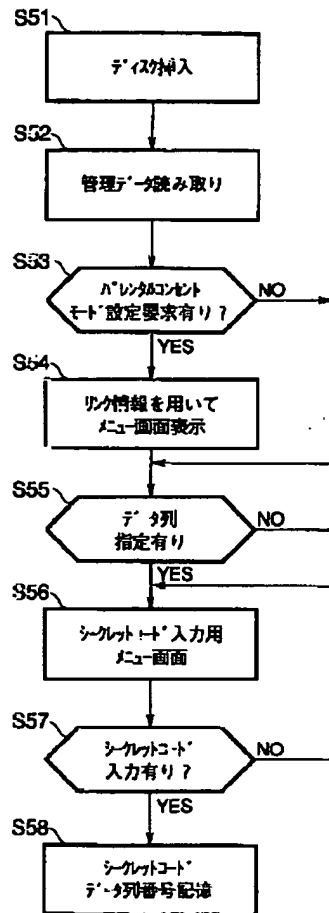 S51
ディスク挿入
S52
管理データ読み取り
S53
パレンタルコンセント
モード設定要求有り?
NO
YES
S54
リンク情報を用いて
メニュー画面表示
S55
データ列
指定有り
NO
YES
S56
シークレットコード入力用
メニュー画面
S57
シークレットコード
入力有り?
NO
YES
S58
シークレットコード
データ列番号記憶